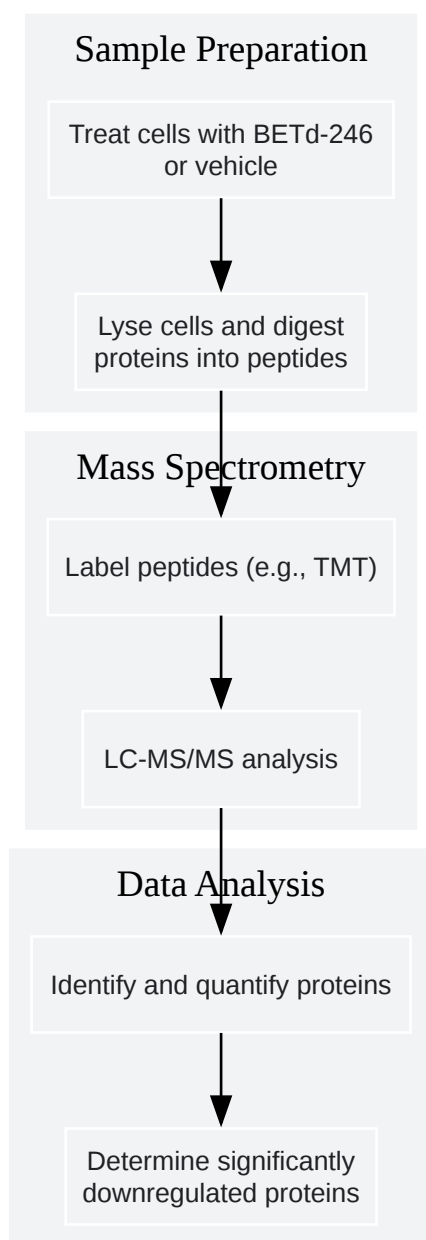 Sample Preparation
Treat cells with BETd-246
or vehicle
Lyse cells and digest
proteins into peptides
Mass Spectrometry
Label peptides (e.g., TMT)
LC-MS/MS analysis
Data Analysis
Identify and quantify proteins
Determine significantly
downregulated proteins